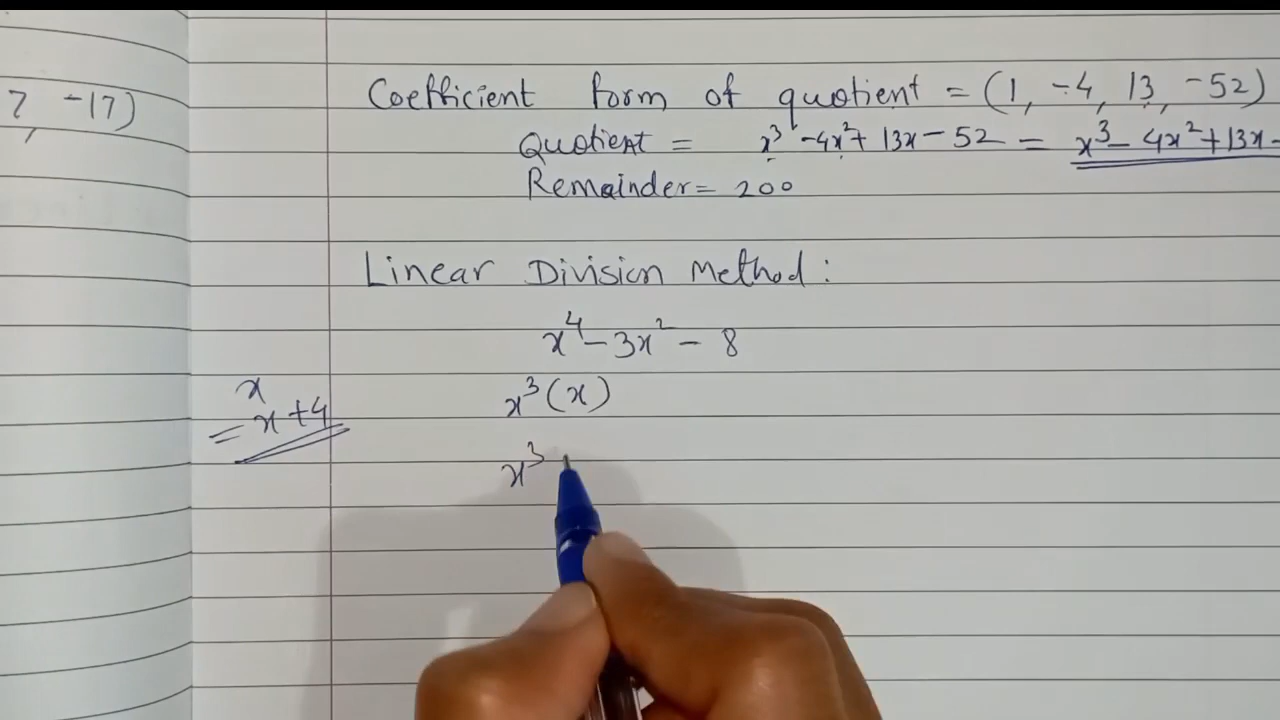 7, -17)
Coefficient form of quotient = (1, -4, 13, -52)
Quotient = x³ -4x² + 13x - 52 = x³ - 4x² + 13x -
Remainder = 200
Linear Division Method :
x⁴ - 3x² - 8
x
x³(x)
= x + 4
x³